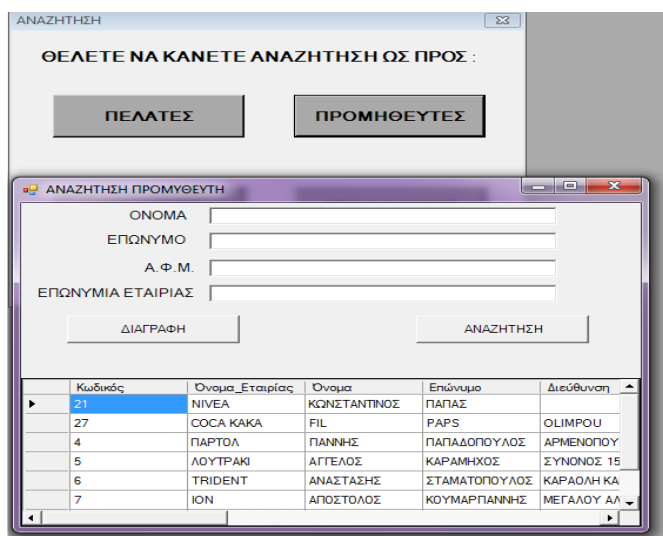 ΑΝΑΖΗΤΗΣΗ
ΘΕΛΕΤΕ ΝΑ ΚΑΝΕΤΕ ΑΝΑΖΗΤΗΣΗ ΩΣ ΠΡΟΣ :
ΠΕΛΑΤΕΣ ΠΡΟΜΗΘΕΥΤΕΣ
ΑΝΑΖΗΤΗΣΗ ΠΡΟΜΥΘΕΥΤΗ
ΟΝΟΜΑ
ΕΠΩΝΥΜΟ
Α.Φ.Μ.
ΕΠΩΝΥΜΙΑ ΕΤΑΙΡΙΑΣ
ΔΙΑΓΡΑΦΗ ΑΝΑΖΗΤΗΣΗ
Κωδικός Όνομα_Εταιρίας Όνομα Επώνυμο Διεύθυνση
21 NIVEA ΚΩΝΣΤΑΝΤΙΝΟΣ ΠΑΠΑΣ
27 COCA KAKA FIL PAPS OLIMPOU
4 ΠΑΡΤΟΛ ΓΙΑΝΝΗΣ ΠΑΠΑΔΟΠΟΥΛΟΣ ΑΡΜΕΝΟΠΟΥ
5 ΛΟΥΤΡΑΚΙ ΑΓΓΕΛΟΣ ΚΑΡΑΜΗΧΟΣ ΣΥΝΟΝΟΣ 15
6 TRIDENT ΑΝΑΣΤΑΣΗΣ ΣΤΑΜΑΤΟΠΟΥΛΟΣ ΚΑΡΑΟΛΗ ΚΑΙ
7 ION ΑΠΟΣΤΟΛΟΣ ΚΟΥΜΑΡΓΙΑΝΝΗΣ ΜΕΓΑΛΟΥ ΑΛ